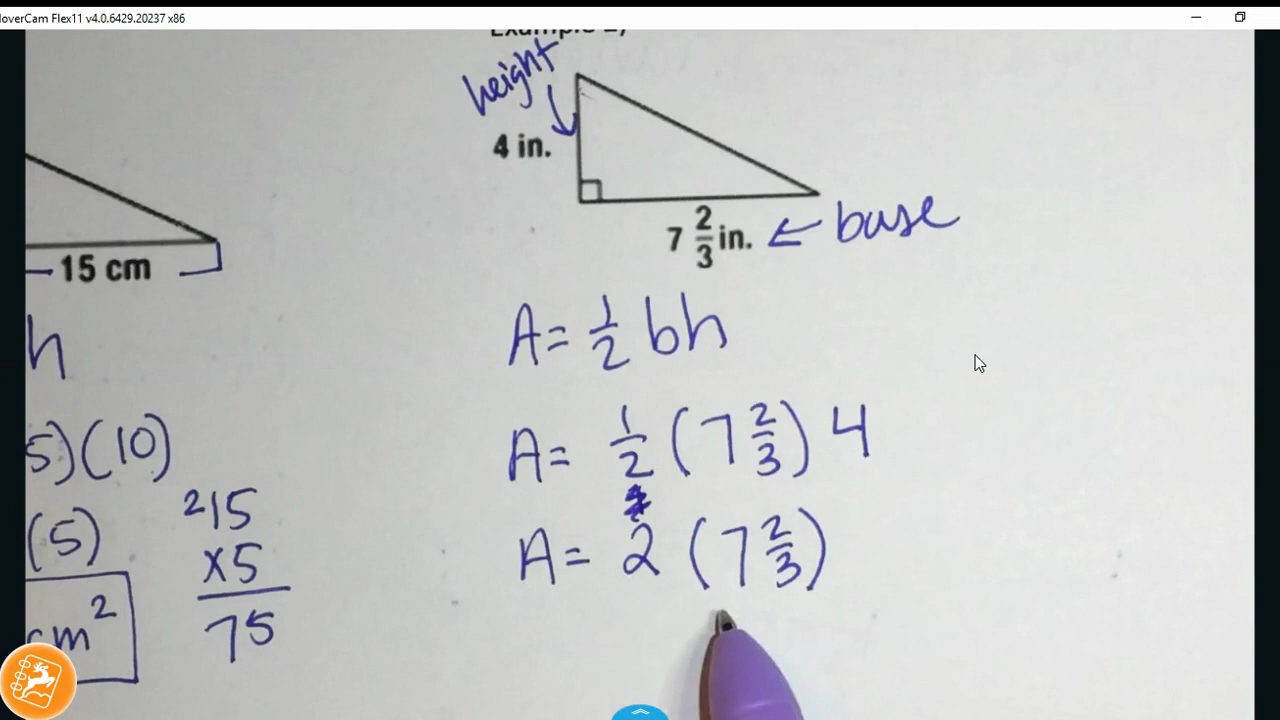 loverCam Flex11 v4.0.6429.20237 x86
height
4 in.
7 2/3 in. ← base
15 cm
A = 1/2 bh
h
A = 1/2 (7 2/3) 4
5)(10)
A = 2 (7 2/3)
(5)
²15
x5
75
cm²